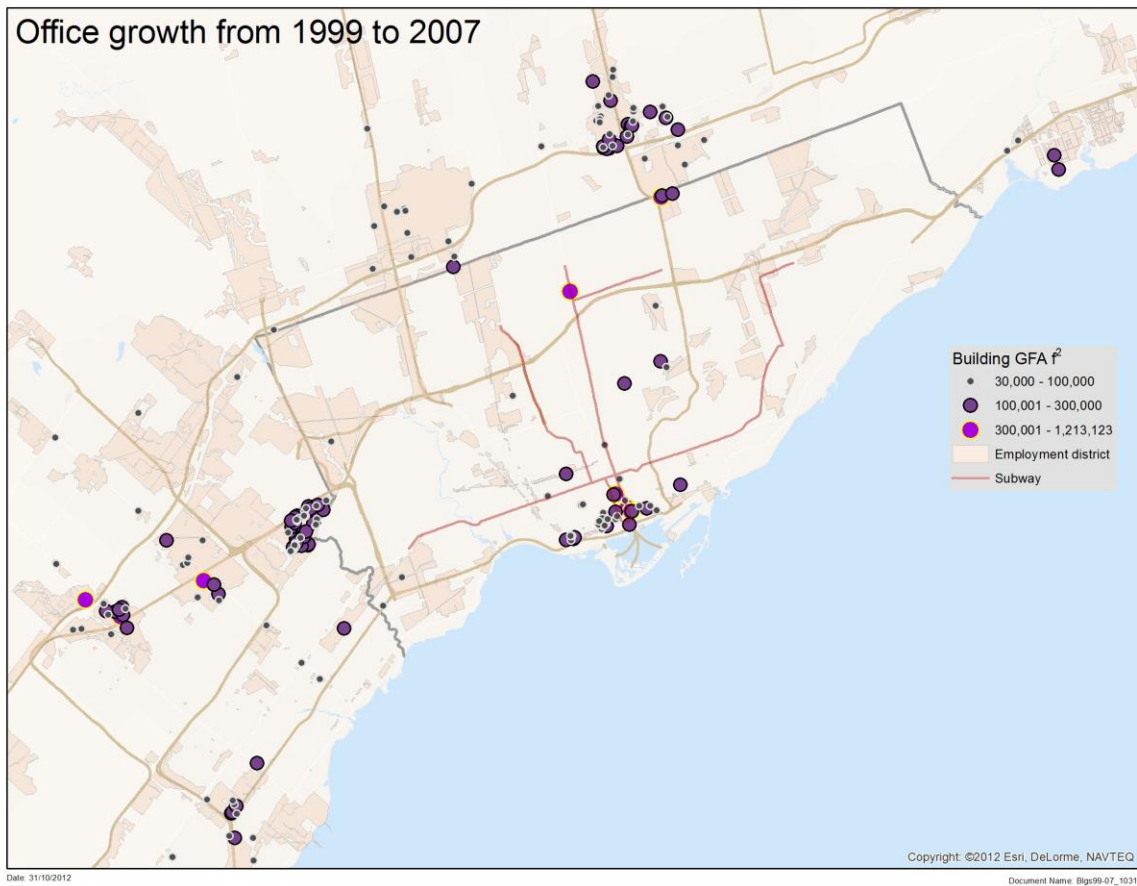 Office growth from 1999 to 2007
Building GFA f²
30,000 - 100,000
100,001 - 300,000
300,001 - 1,213,123
Employment district
Subway
Copyright: ©2012 Esri, DeLorme, NAVTEQ
Date: 31/10/2012
Document Name: Blgs99-07_1031